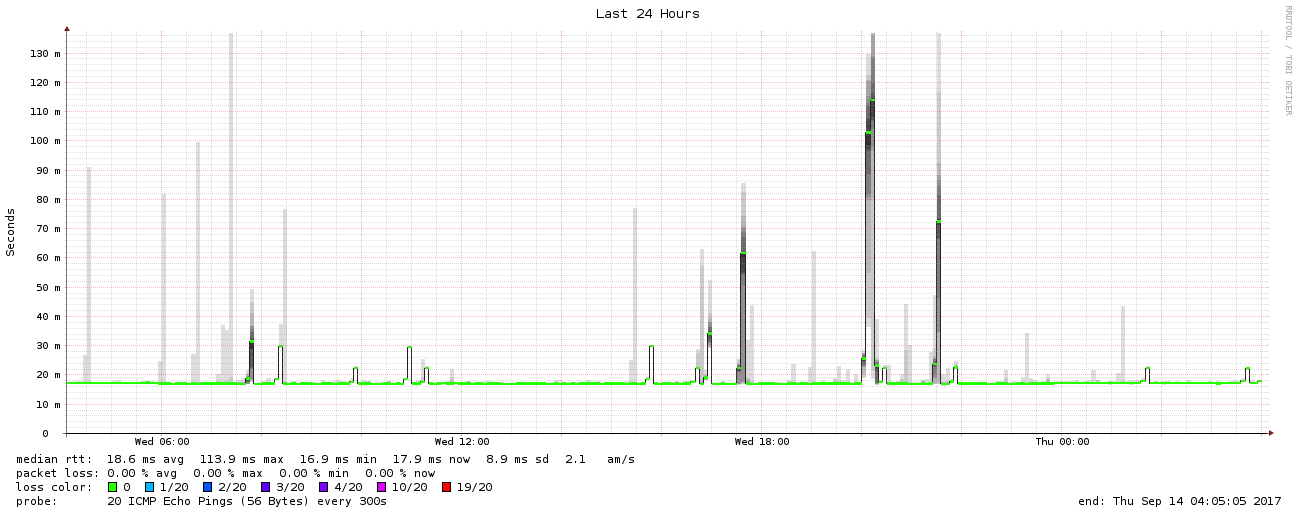 Last 24 Hours
RRDTOOL / TOBI OETIKER
Seconds
130 m
120 m
110 m
100 m
90 m
80 m
70 m
60 m
50 m
40 m
30 m
20 m
10 m
0
Wed 06:00 Wed 12:00 Wed 18:00 Thu 00:00
median rtt: 18.6 ms avg 113.9 ms max 16.9 ms min 17.9 ms now 8.9 ms sd 2.1 am/s
packet loss: 0.00 % avg 0.00 % max 0.00 % min 0.00 % now
loss color: 0 1/20 2/20 3/20 4/20 10/20 19/20
probe: 20 ICMP Echo Pings (56 Bytes) every 300s end: Thu Sep 14 04:05:05 2017